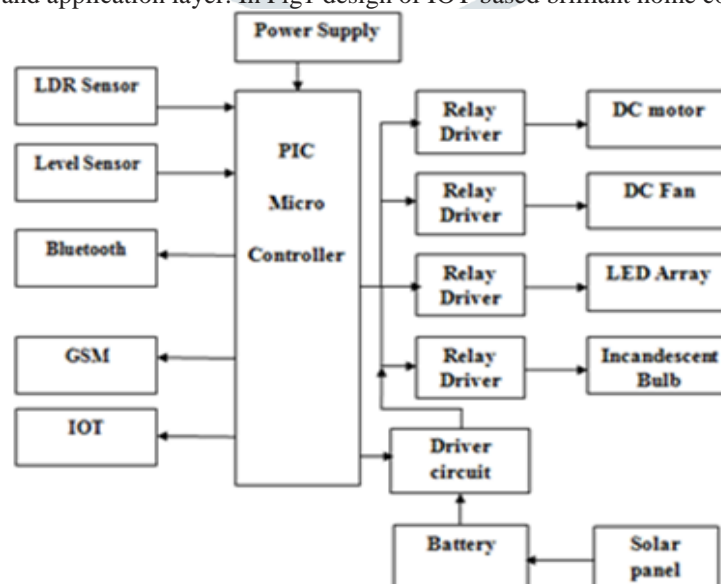 and application layer. In Fig1 design of IOT based brilliant home co
Power Supply
LDR Sensor
Level Sensor
Bluetooth
GSM
IOT
PIC
Micro
Controller
Relay
Driver
DC motor
Relay
Driver
DC Fan
Relay
Driver
LED Array
Relay
Driver
Incandescent
Bulb
Driver
circuit
Battery
Solar
panel